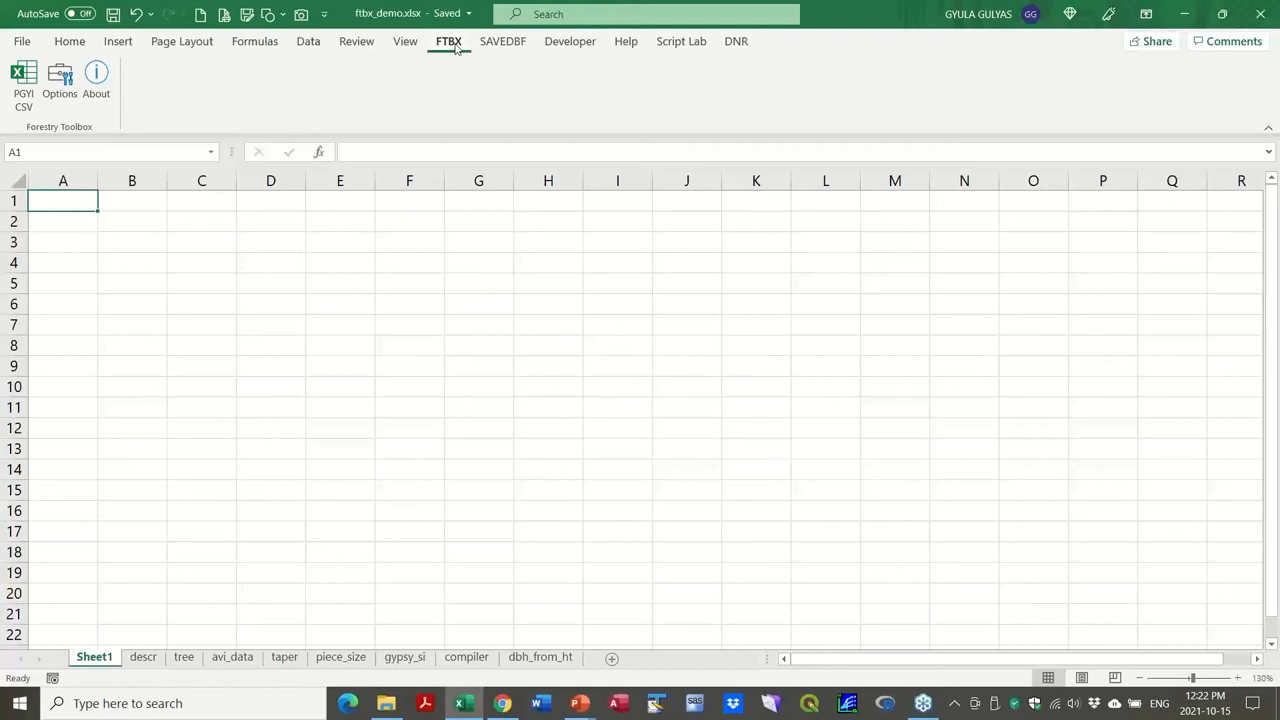 AutoSave Off ftbx_demo.xlsx - Saved Search GYULA GULYAS GG
File Home Insert Page Layout Formulas Data Review View FTBX SAVEDBF Developer Help Script Lab DNR Share Comments
PGYI CSV Options About
Forestry Toolbox
A1 fx
A B C D E F G H I J K L M N O P Q R
1
2
3
4
5
6
7
8
9
10
11
12
13
14
15
16
17
18
19
20
21
22
Sheet1 descr tree avi_data taper piece_size gypsy_si compiler dbh_from_ht
Ready 130%
Type here to search 12:22 PM
2021-10-15